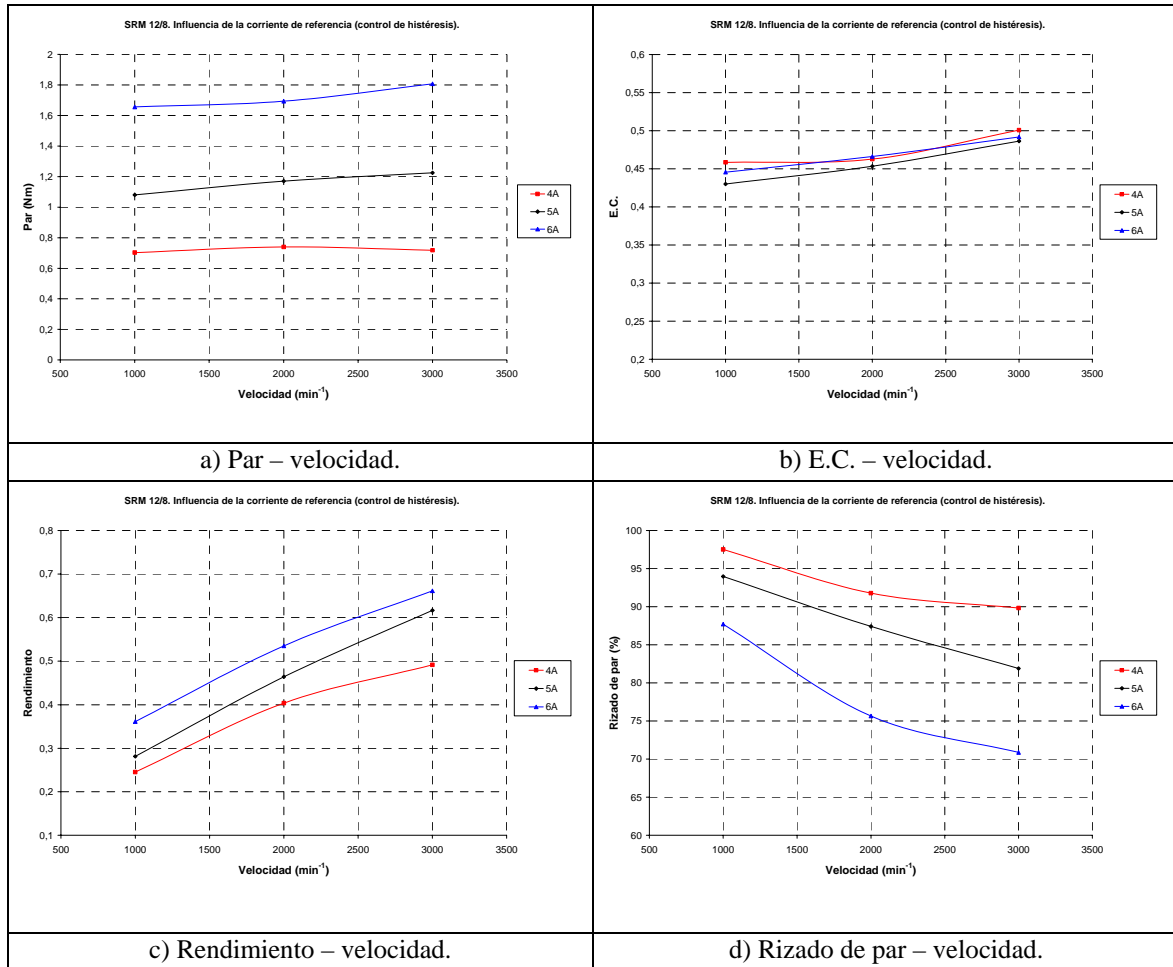 SRM 12/8. Influencia de la corriente de referencia (control de histéresis).
2
1,8
1,6
1,4
1,2
1
0,8
0,6
0,4
0,2
0
Par (Nm)
500 1000 1500 2000 2500 3000 3500
Velocidad (min⁻¹)
4A
5A
6A
a) Par – velocidad.
SRM 12/8. Influencia de la corriente de referencia (control de histéresis).
0,6
0,55
0,5
0,45
0,4
0,35
0,3
0,25
0,2
E.C.
500 1000 1500 2000 2500 3000 3500
Velocidad (min⁻¹)
4A
5A
6A
b) E.C. – velocidad.
SRM 12/8. Influencia de la corriente de referencia (control de histéresis).
0,8
0,7
0,6
0,5
0,4
0,3
0,2
0,1
Rendimiento
500 1000 1500 2000 2500 3000 3500
Velocidad (min⁻¹)
4A
5A
6A
c) Rendimiento – velocidad.
SRM 12/8. Influencia de la corriente de referencia (control de histéresis).
100
95
90
85
80
75
70
65
60
Rizado de par (%)
500 1000 1500 2000 2500 3000 3500
Velocidad (min⁻¹)
4A
5A
6A
d) Rizado de par – velocidad.